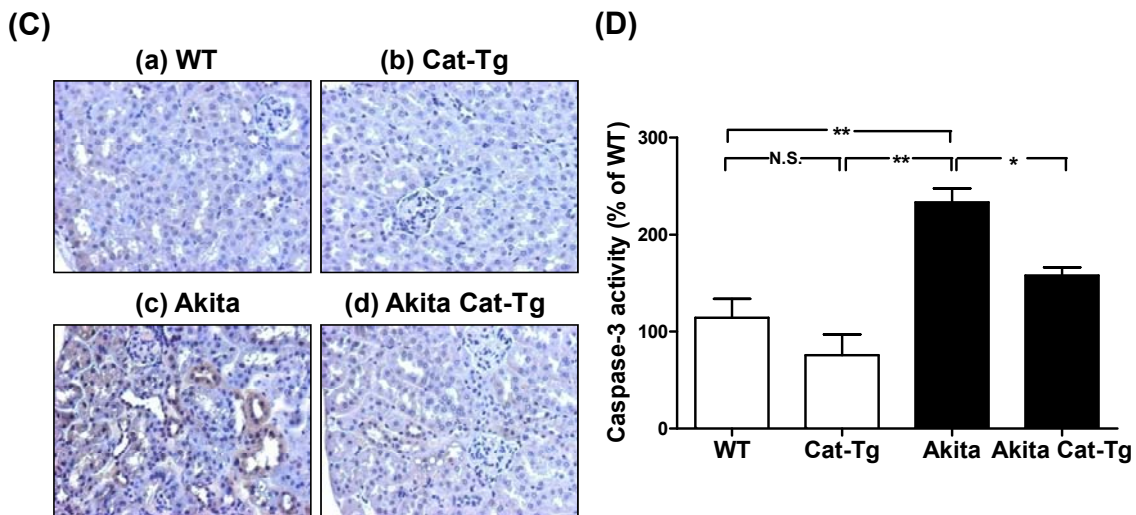 (C)
(a) WT
(b) Cat-Tg
(c) Akita
(d) Akita Cat-Tg
(D)
Caspase-3 activity (% of WT)
300
200
100
0
**
N.S.
**
*
WT
Cat-Tg
Akita
Akita Cat-Tg